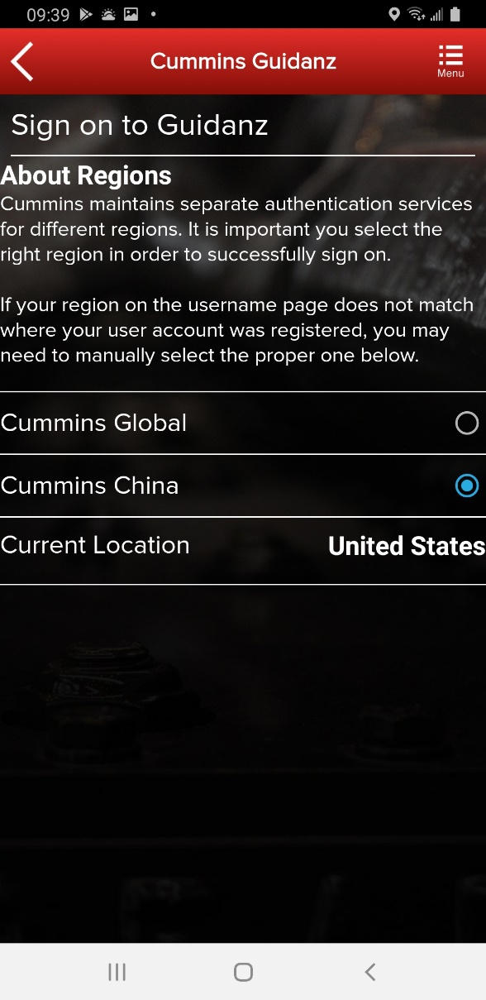 09:39
Cummins Guidanz
Menu
Sign on to Guidanz
About Regions
Cummins maintains separate authentication services
for different regions. It is important you select the
right region in order to successfully sign on.
If your region on the username page does not match
where your user account was registered, you may
need to manually select the proper one below.
Cummins Global
Cummins China
Current Location United States